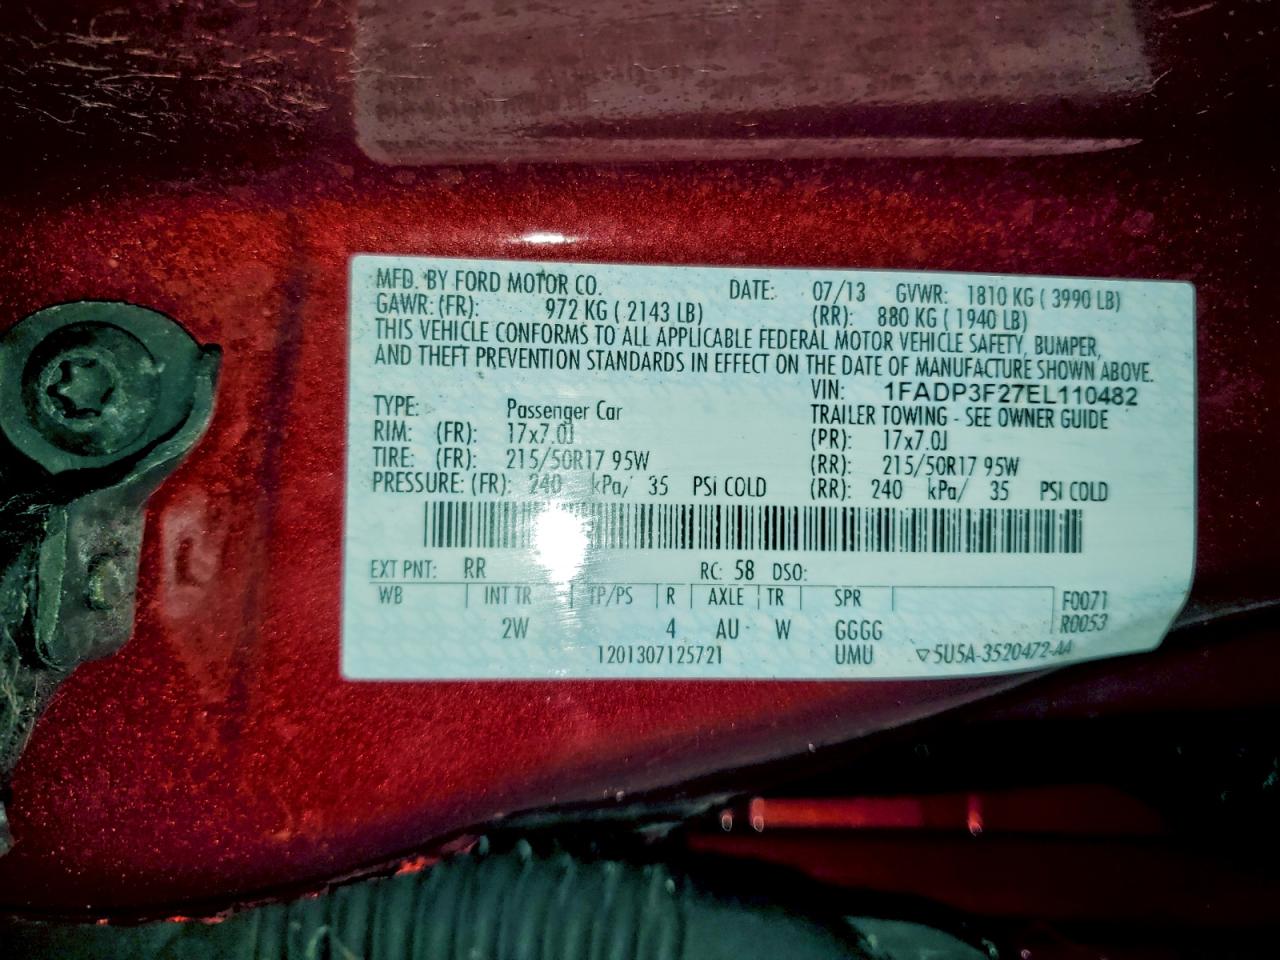 MFD. BY FORD MOTOR CO. DATE: 07/13 GVWR: 1810 KG ( 3990 LB)
GAWR: (FR): 972 KG ( 2143 LB) (RR): 880 KG ( 1940 LB)
THIS VEHICLE CONFORMS TO ALL APPLICABLE FEDERAL MOTOR VEHICLE SAFETY, BUMPER,
AND THEFT PREVENTION STANDARDS IN EFFECT ON THE DATE OF MANUFACTURE SHOWN ABOVE.
VIN: 1FADP3F27EL110482
TYPE: Passenger Car TRAILER TOWING - SEE OWNER GUIDE
RIM: (FR): 17x7.0J (PR): 17x7.0J
TIRE: (FR): 215/50R17 95W (RR): 215/50R17 95W
PRESSURE: (FR): 240 kPa/ 35 PSI COLD (RR): 240 kPa/ 35 PSI COLD
EXT PNT: RR RC: 58 DSO:
WB INT TR TP/PS R AXLE TR SPR F0071
2W 4 AU W GGGG R0053
1201307125721 UMU ▽5U5A-3520472-AA